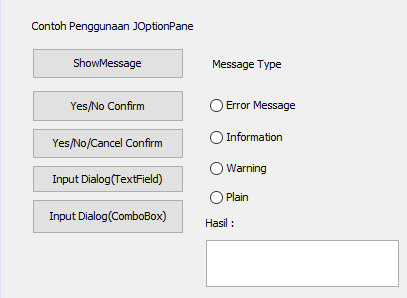 Contoh Penggunaan JOptionPane
ShowMessage
Message Type
Yes/No Confirm
Error Message
Yes/No/Cancel Confirm
Information
Input Dialog(TextField)
Warning
Input Dialog(ComboBox)
Plain
Hasil :